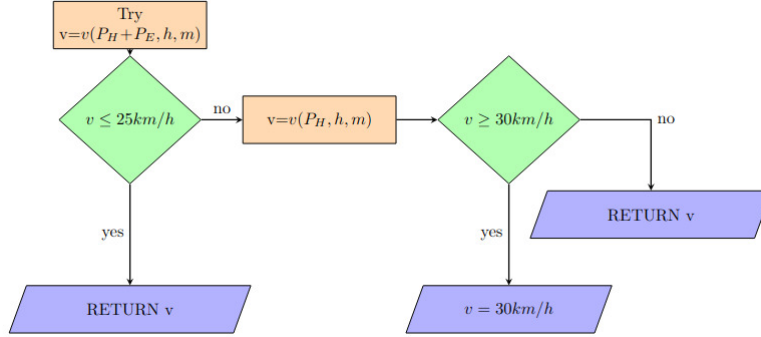 Try
v=v(P_H+P_E, h, m)
v ≤ 25km/h
no
v=v(P_H, h, m)
v ≥ 30km/h
no
RETURN v
yes
yes
RETURN v
v = 30km/h